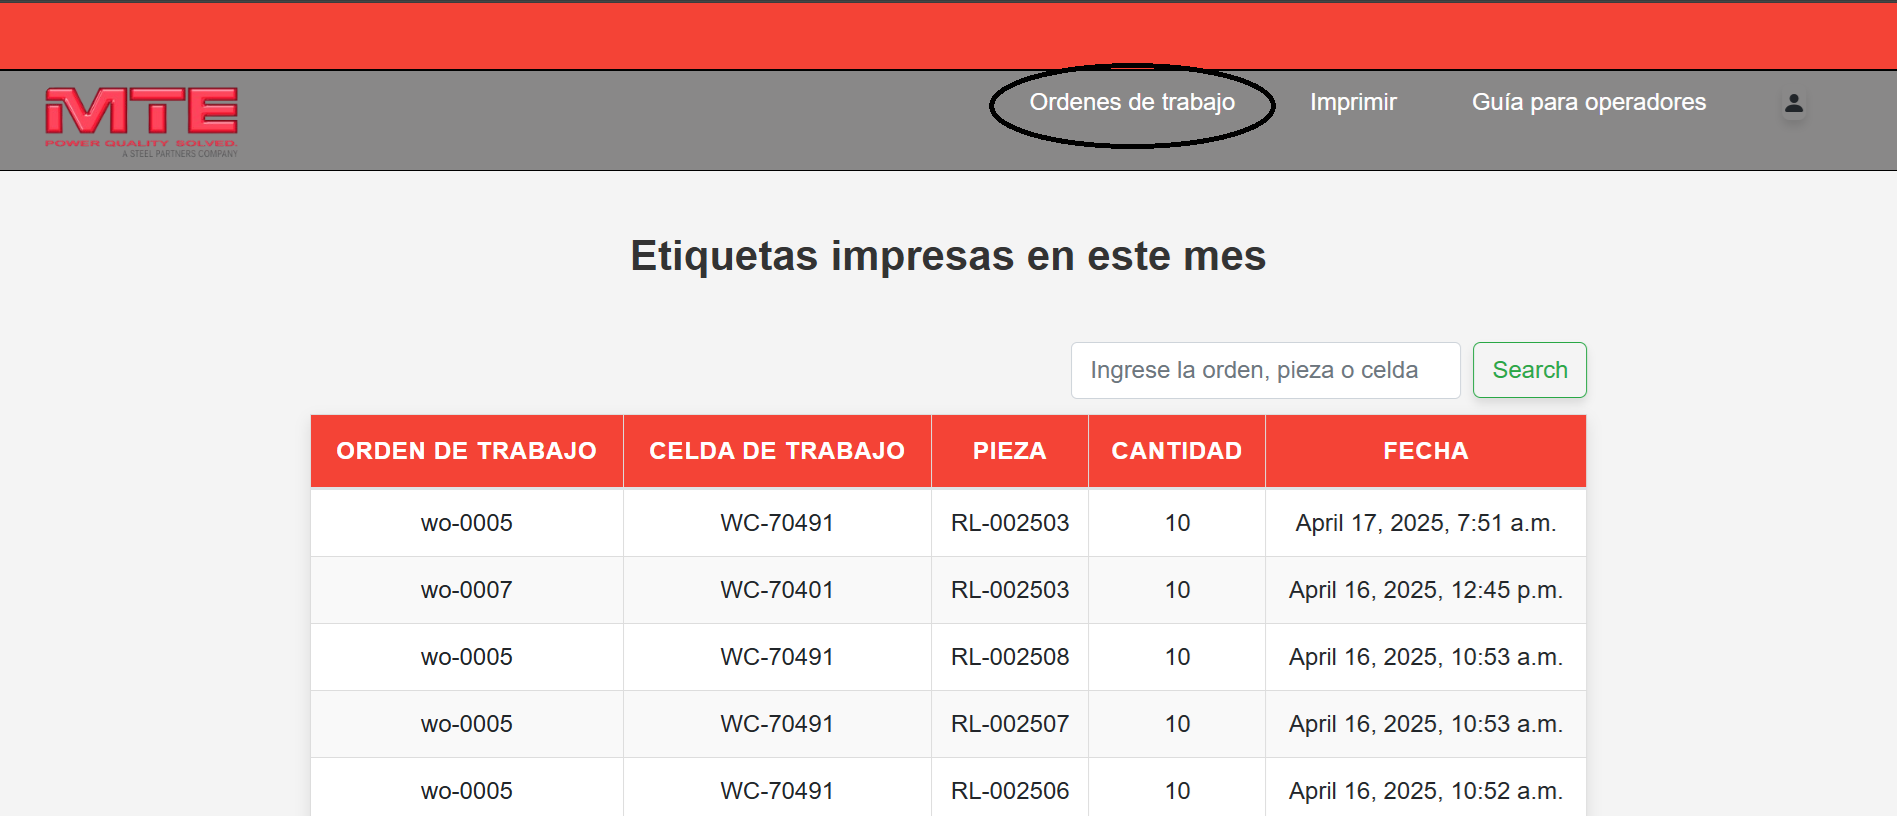 MTE
POWER QUALITY SOLVED.
A STEEL PARTNERS COMPANY
Ordenes de trabajo Imprimir Guía para operadores
Etiquetas impresas en este mes
Ingrese la orden, pieza o celda Search
ORDEN DE TRABAJO CELDA DE TRABAJO PIEZA CANTIDAD FECHA
wo-0005 WC-70491 RL-002503 10 April 17, 2025, 7:51 a.m.
wo-0007 WC-70401 RL-002503 10 April 16, 2025, 12:45 p.m.
wo-0005 WC-70491 RL-002508 10 April 16, 2025, 10:53 a.m.
wo-0005 WC-70491 RL-002507 10 April 16, 2025, 10:53 a.m.
wo-0005 WC-70491 RL-002506 10 April 16, 2025, 10:52 a.m.